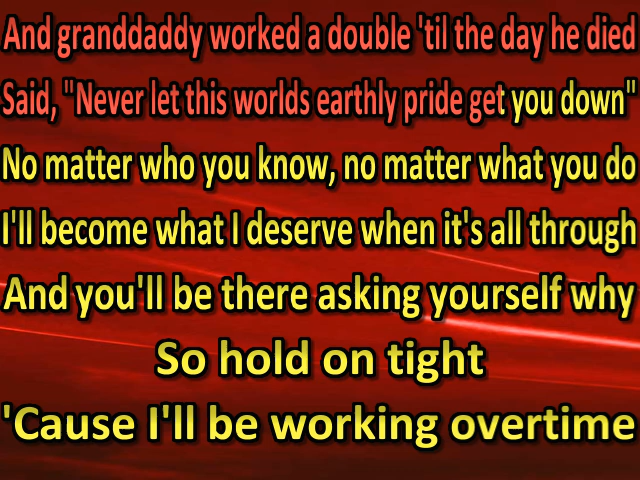 And granddaddy worked a double 'til the day he died
Said, "Never let this worlds earthly pride get you down"
No matter who you know, no matter what you do
I'll become what I deserve when it's all through
And you'll be there asking yourself why
So hold on tight
'Cause I'll be working overtime